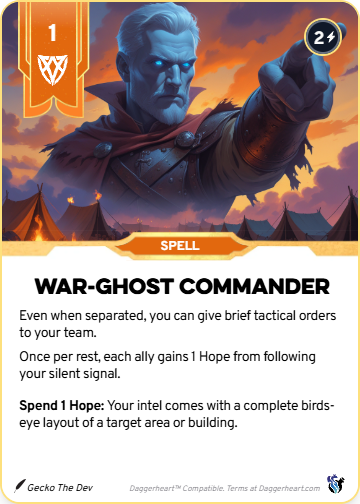 1
2
SPELL
WAR-GHOST COMMANDER
Even when separated, you can give brief tactical orders
to your team.
Once per rest, each ally gains 1 Hope from following
your silent signal.
Spend 1 Hope: Your intel comes with a complete birds-
eye layout of a target area or building.
Gecko The Dev
Daggerheart™ Compatible. Terms at Daggerheart.com